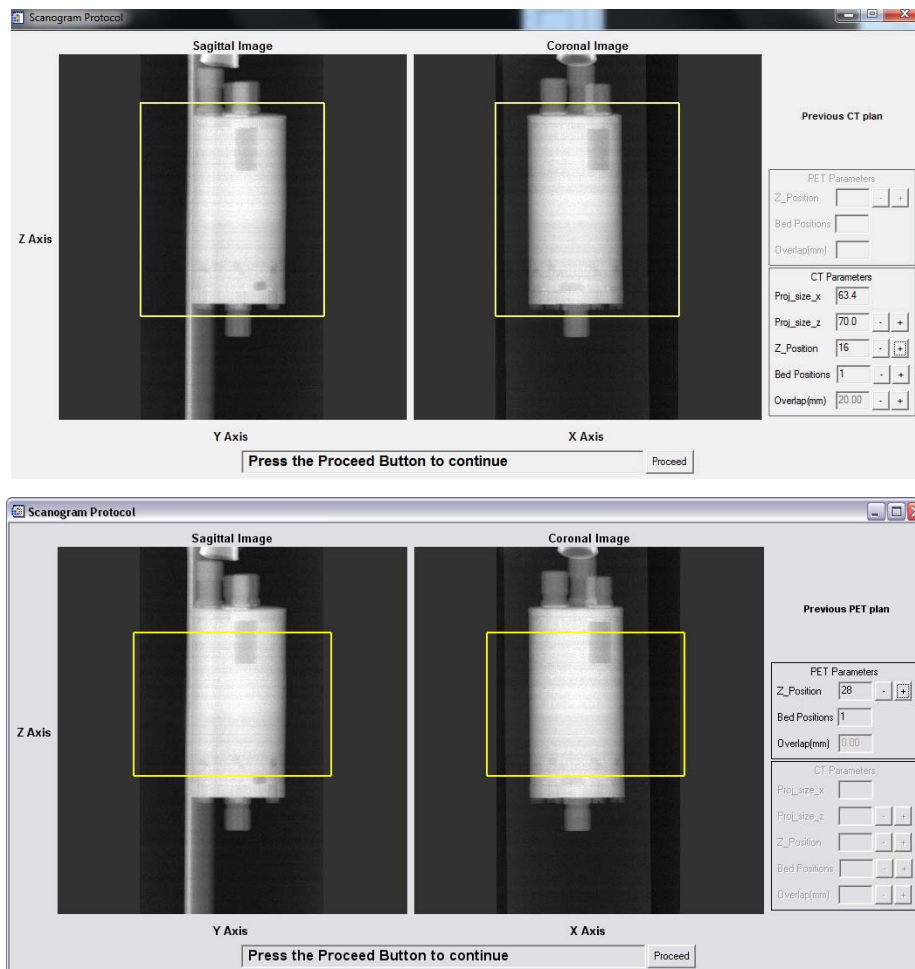 Scanogram Protocol
Sagittal Image
Coronal Image
Previous CT plan
PET Parameters
Z_Position - +
Bed Positions
Overlap(mm)
Z Axis
CT Parameters
Proj_size_x 63.4
Proj_size_z 70.0 - +
Z_Position 16 - +
Bed Positions 1 - +
Overlap(mm) 20.00 - +
Y Axis
X Axis
Press the Proceed Button to continue
Proceed
Scanogram Protocol
Sagittal Image
Coronal Image
Previous PET plan
PET Parameters
Z_Position 28 - +
Bed Positions 1
Overlap(mm) 0.00
Z Axis
CT Parameters
Proj_size_x
Proj_size_z - +
Z_Position - +
Bed Positions - +
Overlap(mm) - +
Y Axis
X Axis
Press the Proceed Button to continue
Proceed